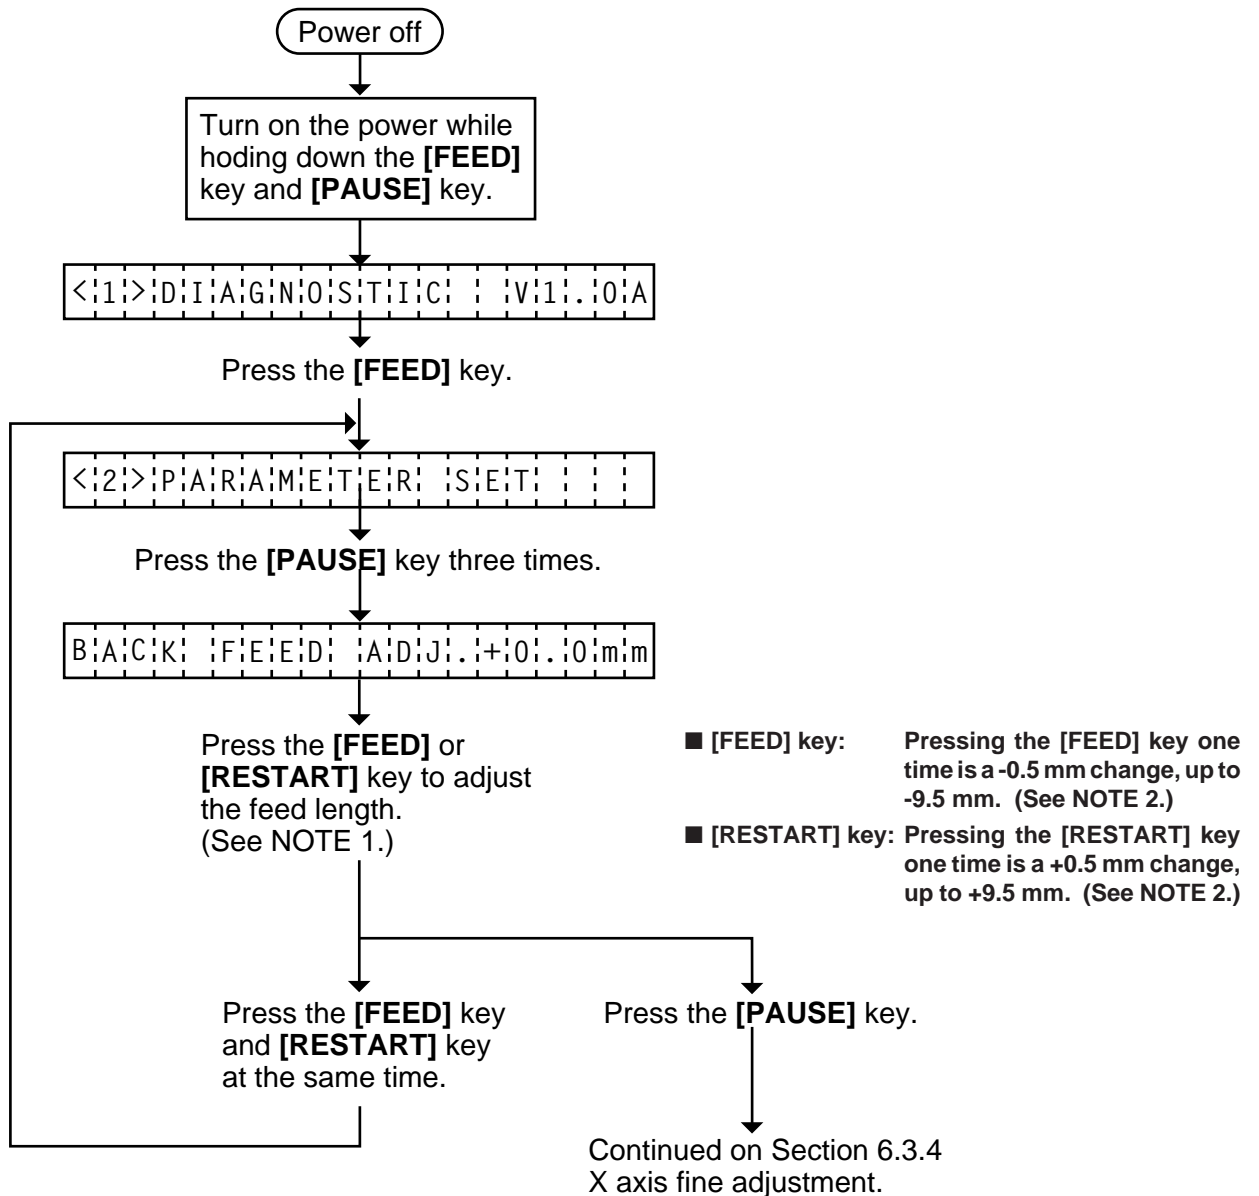 Power off
Turn on the power while
hoding down the [FEED]
key and [PAUSE] key.
<1>DIAGNOSTIC  V1.0A
Press the [FEED] key.
<2>PARAMETER SET
Press the [PAUSE] key three times.
BACK FEED ADJ.+0.0mm
Press the [FEED] or
[RESTART] key to adjust
the feed length.
(See NOTE 1.)
■ [FEED] key: Pressing the [FEED] key one
time is a -0.5 mm change, up to
-9.5 mm. (See NOTE 2.)
■ [RESTART] key: Pressing the [RESTART] key
one time is a +0.5 mm change,
up to +9.5 mm. (See NOTE 2.)
Press the [FEED] key
and [RESTART] key
at the same time.
Press the [PAUSE] key.
Continued on Section 6.3.4
X axis fine adjustment.